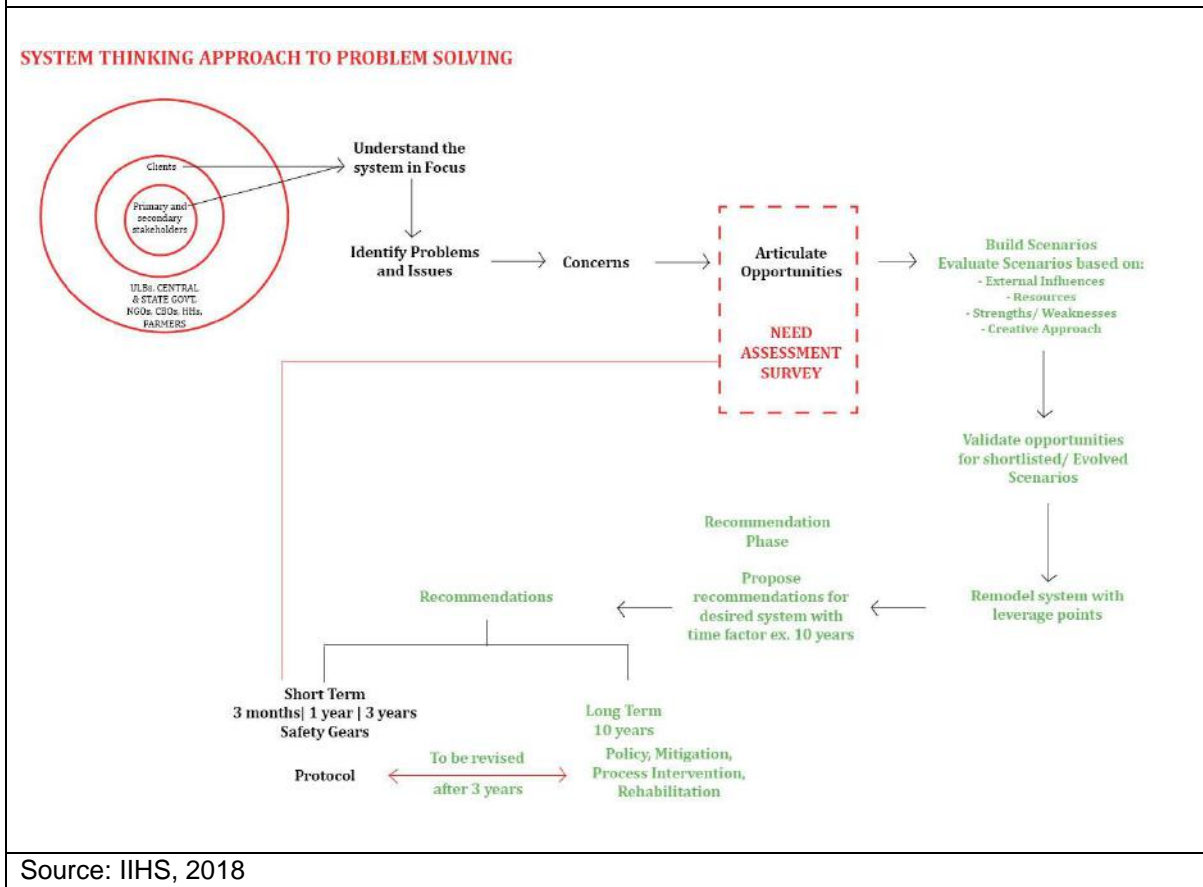 SYSTEM THINKING APPROACH TO PROBLEM SOLVING
Clients
Primary and
secondary
stakeholders
ULBs, CENTRAL
& STATE GOVT.
NGOs, CBOs, HHs,
FARMERS
Understand the
system in Focus
Identify Problems
and Issues
Concerns
Articulate
Opportunities
NEED
ASSESSMENT
SURVEY
Build Scenarios
Evaluate Scenarios based on:
- External Influences
- Resources
- Strengths/ Weaknesses
- Creative Approach
Validate opportunities
for shortlisted/ Evolved
Scenarios
Remodel system with
leverage points
Recommendation
Phase
Propose
recommendations for
desired system with
time factor ex. 10 years
Recommendations
Short Term
3 months| 1 year | 3 years
Safety Gears
Protocol
To be revised
after 3 years
Long Term
10 years
Policy, Mitigation,
Process Intervention,
Rehabilitation
Source: IIHS, 2018